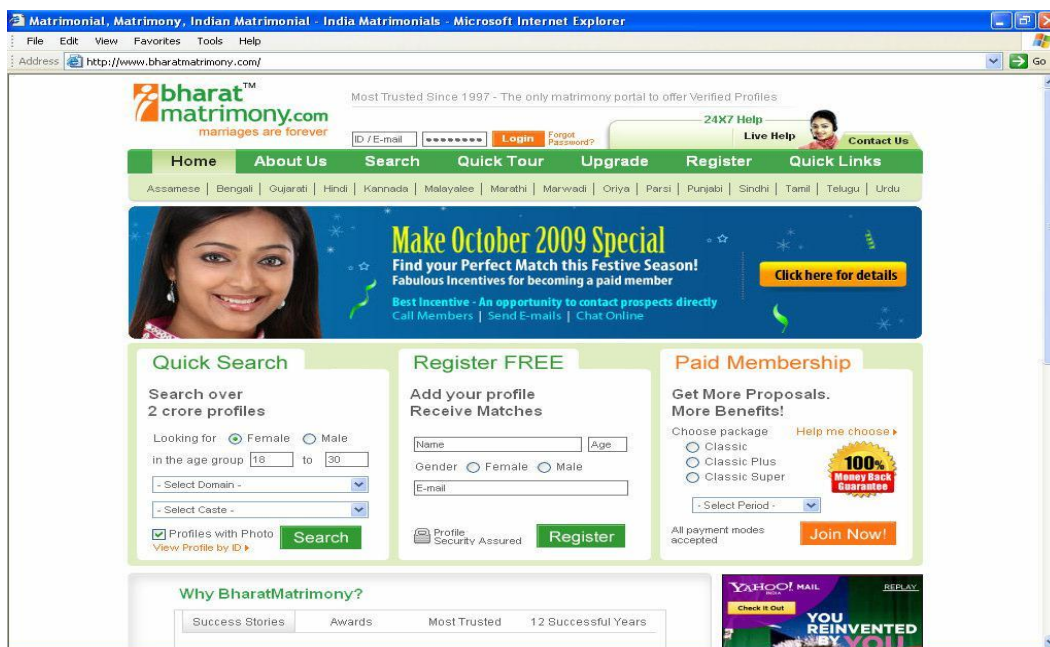 Matrimonial, Matrimony, Indian Matrimonial - India Matrimonials - Microsoft Internet Explorer
File Edit View Favorites Tools Help
Address http://www.bharatmatrimony.com/ Go
bharat™
matrimony.com
marriages are forever
Most Trusted Since 1997 - The only matrimony portal to offer Verified Profiles
ID / E-mail Login Forgot Password?
24X7 Help
Live Help
Contact Us
Home About Us Search Quick Tour Upgrade Register Quick Links
Assamese | Bengali | Gujarati | Hindi | Kannada | Malayalee | Marathi | Marwadi | Oriya | Parsi | Punjabi | Sindhi | Tamil | Telugu | Urdu
Make October 2009 Special
Find your Perfect Match this Festive Season!
Fabulous Incentives for becoming a paid member
Best Incentive - An opportunity to contact prospects directly
Call Members | Send E-mails | Chat Online
Click here for details
Quick Search
Search over
2 crore profiles
Looking for Female Male
in the age group 18 to 30
- Select Domain -
- Select Caste -
Profiles with Photo
View Profile by ID
Search
Register FREE
Add your profile
Receive Matches
Name Age
Gender Female Male
E-mail
Profile
Security Assured
Register
Paid Membership
Get More Proposals.
More Benefits!
Choose package Help me choose
Classic
Classic Plus
Classic Super
100%
Money Back
Guarantee
- Select Period -
All payment modes
accepted
Join Now!
Why BharatMatrimony?
Success Stories Awards Most Trusted 12 Successful Years
YAHOO! MAIL
INDIA
REPLAY
Check It Out
YOU
REINVENTED
BY YOU